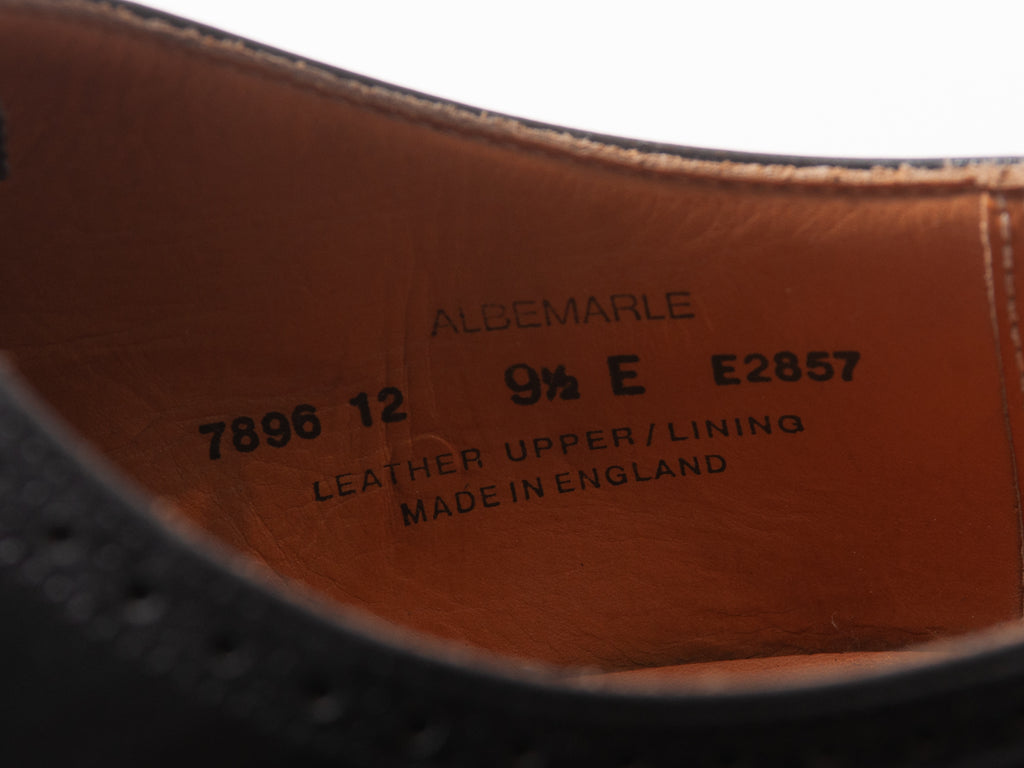 ALBEMARLE
7896 12 9½ E E2857
LEATHER UPPER / LINING
MADE IN ENGLAND